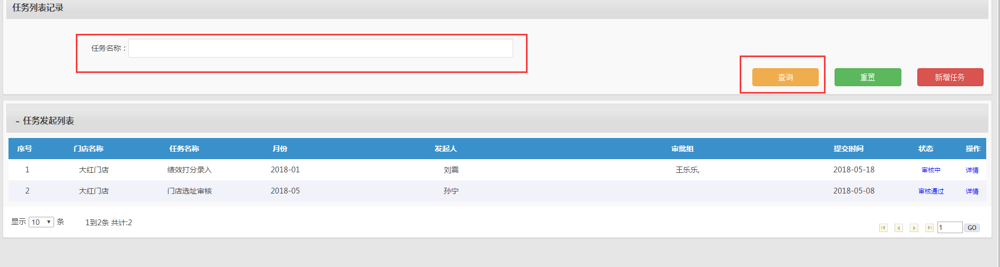 任务列表记录
任务名称：
查询 重置 新增任务
- 任务发起列表
序号 门店名称 任务名称 月份 发起人 审批组 提交时间 状态 操作
1 大红门店 绩效打分录入 2018-01 刘震 王乐乐, 2018-05-18 审核中 详情
2 大红门店 门店选址审核 2018-05 孙宁 2018-05-08 审核通过 详情
显示 10 条 1到2条 共计:2
1 GO